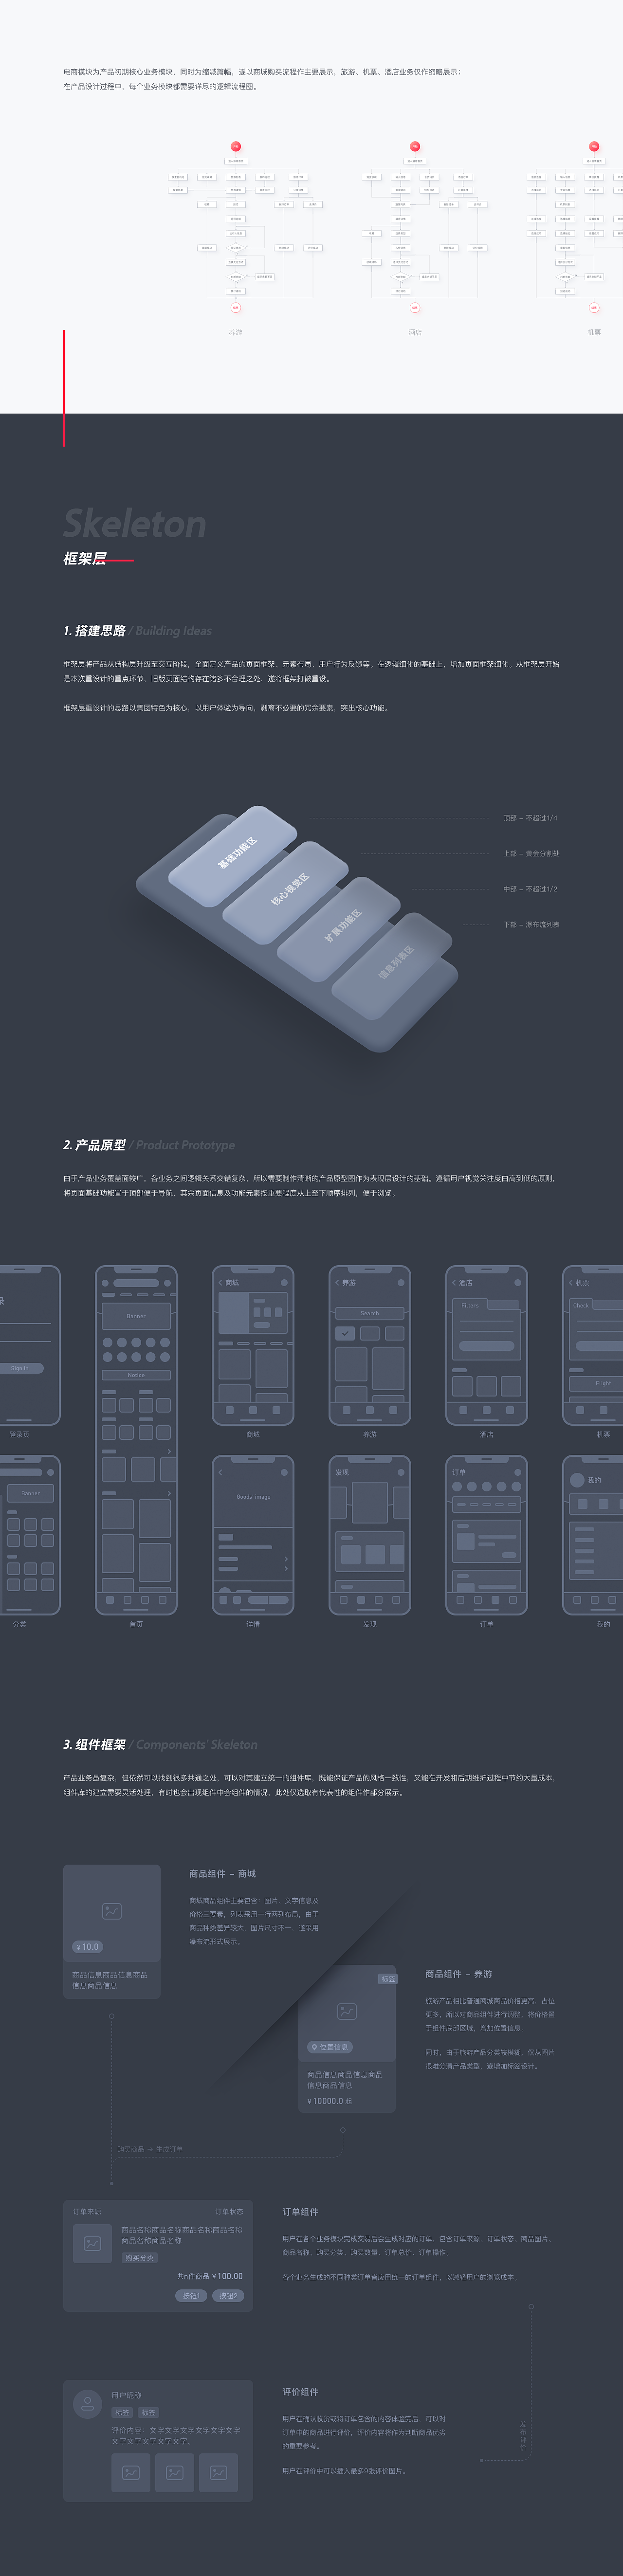 电商模块为产品初期核心业务模块，同时为缩减篇幅，遂以商城购买流程作主要展示，旅游、机票、酒店业务仅作缩略展示；
在产品设计过程中，每个业务模块都需要详尽的逻辑流程图。
养游
酒店
机票
Skeleton
框架层
1. 搭建思路 / Building Ideas
框架层将产品从结构层升级至交互阶段，全面定义产品的页面框架、元素布局、用户行为反馈等。在逻辑细化的基础上，增加页面框架细化。从框架层开始
是本次重设计的重点环节，旧版页面结构存在诸多不合理之处，遂将框架打破重设。
框架层重设计的思路以集团特色为核心，以用户体验为导向，剥离不必要的冗余要素，突出核心功能。
基础功能区
核心视觉区
扩展功能区
信息列表区
顶部 – 不超过1/4
上部 – 黄金分割处
中部 – 不超过1/2
下部 – 瀑布流列表
2. 产品原型 / Product Prototype
由于产品业务覆盖面较广，各业务之间逻辑关系交错复杂，所以需要制作清晰的产品原型图作为表现层设计的基础。遵循用户视觉关注度由高到低的原则，
将页面基础功能置于顶部便于导航，其余页面信息及功能元素按重要程度从上至下顺序排列，便于浏览。
录
Sign in
登录页
Banner
Notice
首页
商城
商城
养游
Search
养游
酒店
Filters
酒店
机票
Check
Flight
机票
Banner
分类
Goods' image
详情
发现
发现
订单
订单
我的
我的
3. 组件框架 / Components' Skeleton
产品业务虽复杂，但依然可以找到很多共通之处，可以对其建立统一的组件库，既能保证产品的风格一致性，又能在开发和后期维护过程中节约大量成本。
组件库的建立需要灵活处理，有时也会出现组件中套组件的情况，此处仅选取有代表性的组件作部分展示。
¥ 10.0
商品信息商品信息商品
信息商品信息
商品组件 – 商城
商城商品组件主要包含：图片、文字信息及
价格三要素，列表采用一行两列布局，由于
商品种类差异较大，图片尺寸不一，遂采用
瀑布流形式展示。
标签
位置信息
商品信息商品信息商品
信息商品信息
¥ 10000.0 起
商品组件 – 养游
旅游产品相比普通商城商品价格更高，占位
更多，所以对商品组件进行调整，将价格置
于组件底部区域，增加位置信息。
同时，由于旅游产品分类较模糊，仅从图片
很难分清产品类型，遂增加标签设计。
购买商品 → 生成订单
订单来源
订单状态
商品名称商品名称商品名称商品名称
商品名称商品名称
购买分类
共n件商品 ¥ 100.00
按钮1
按钮2
订单组件
用户在各个业务模块完成交易后会生成对应的订单，包含订单来源、订单状态、商品图片、
商品名称、购买分类、购买数量、订单总价、订单操作。
各个业务生成的不同种类订单皆应用统一的订单组件，以减轻用户的浏览成本。
发布评价
用户昵称
标签
标签
评价内容：文字文字文字文字文字文字
文字文字文字文字文字。
评价组件
用户在确认收货或将订单包含的内容体验完后，可以对
订单中的商品进行评价，评价内容将作为判断商品优劣
的重要参考。
用户在评价中可以插入最多9张评价图片。